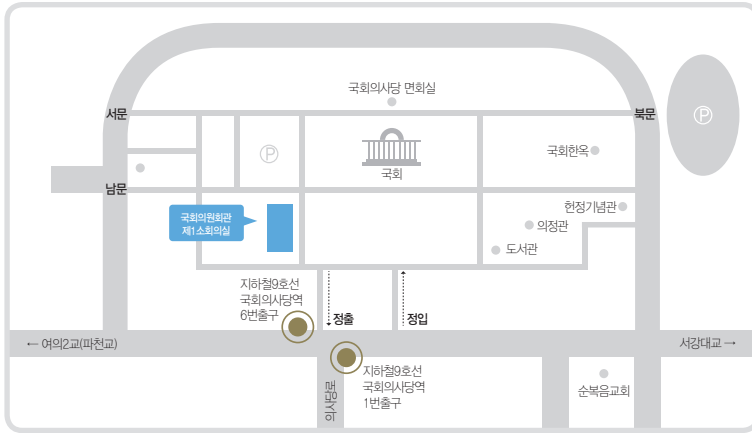 국회의사당 면회실
서문
북문
Ⓟ
국회한옥
Ⓟ
국회
남문
헌정기념관
국회의원회관
제1소회의실
의정관
도서관
지하철9호선
국회의사당역
6번출구
정출
정입
← 여의2교(파천교)
서강대교 →
지하철9호선
국회의사당역
1번출구
의사당로
순복음교회